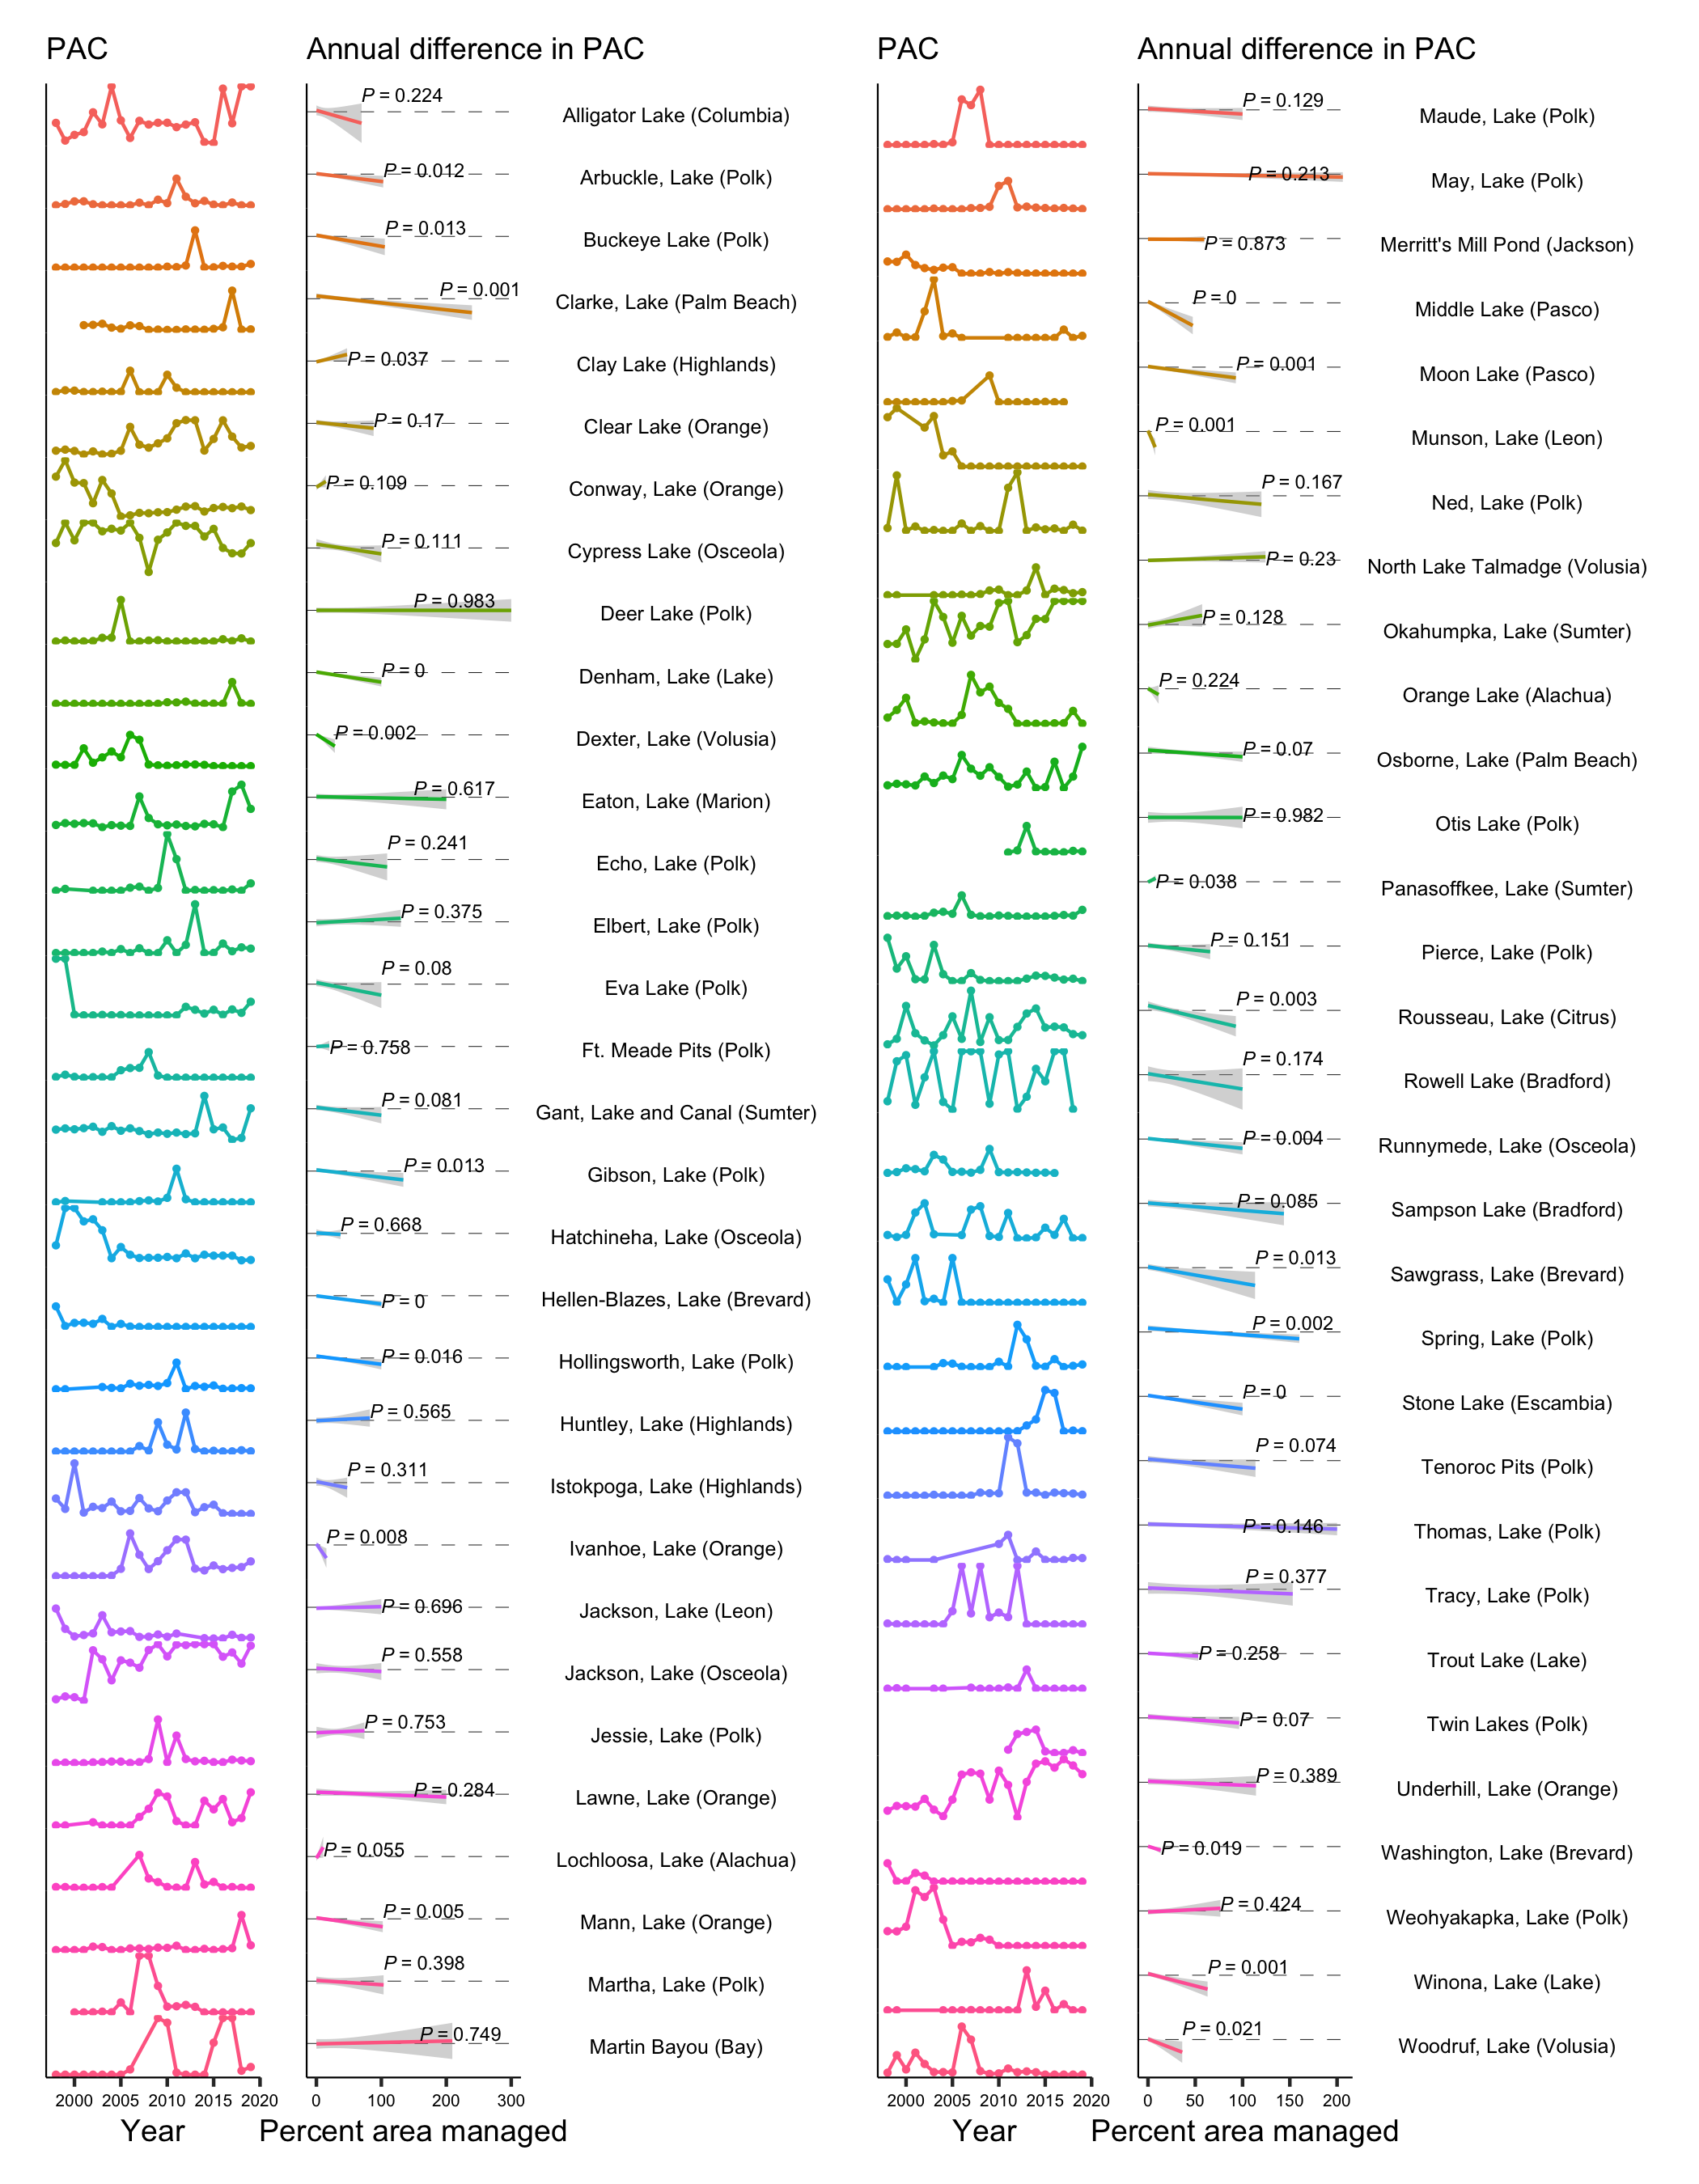 PAC
Annual difference in PAC
P = 0.224
Alligator Lake (Columbia)
P = 0.012
Arbuckle, Lake (Polk)
P = 0.013
Buckeye Lake (Polk)
P = 0.001
Clarke, Lake (Palm Beach)
P = 0.037
Clay Lake (Highlands)
P = 0.17
Clear Lake (Orange)
P = 0.109
Conway, Lake (Orange)
P = 0.111
Cypress Lake (Osceola)
P = 0.983
Deer Lake (Polk)
P = 0
Denham, Lake (Lake)
P = 0.002
Dexter, Lake (Volusia)
P = 0.617
Eaton, Lake (Marion)
P = 0.241
Echo, Lake (Polk)
P = 0.375
Elbert, Lake (Polk)
P = 0.08
Eva Lake (Polk)
P = 0.758
Ft. Meade Pits (Polk)
P = 0.081
Gant, Lake and Canal (Sumter)
P = 0.013
Gibson, Lake (Polk)
P = 0.668
Hatchineha, Lake (Osceola)
P = 0
Hellen-Blazes, Lake (Brevard)
P = 0.016
Hollingsworth, Lake (Polk)
P = 0.565
Huntley, Lake (Highlands)
P = 0.311
Istokpoga, Lake (Highlands)
P = 0.008
Ivanhoe, Lake (Orange)
P = 0.696
Jackson, Lake (Leon)
P = 0.558
Jackson, Lake (Osceola)
P = 0.753
Jessie, Lake (Polk)
P = 0.284
Lawne, Lake (Orange)
P = 0.055
Lochloosa, Lake (Alachua)
P = 0.005
Mann, Lake (Orange)
P = 0.398
Martha, Lake (Polk)
P = 0.749
Martin Bayou (Bay)
2000 2005 2010 2015 2020
0 100 200 300
Year
Percent area managed
PAC
Annual difference in PAC
P = 0.129
Maude, Lake (Polk)
P = 0.213
May, Lake (Polk)
P = 0.873
Merritt's Mill Pond (Jackson)
P = 0
Middle Lake (Pasco)
P = 0.001
Moon Lake (Pasco)
P = 0.001
Munson, Lake (Leon)
P = 0.167
Ned, Lake (Polk)
P = 0.23
North Lake Talmadge (Volusia)
P = 0.128
Okahumpka, Lake (Sumter)
P = 0.224
Orange Lake (Alachua)
P = 0.07
Osborne, Lake (Palm Beach)
P = 0.982
Otis Lake (Polk)
P = 0.038
Panasoffkee, Lake (Sumter)
P = 0.151
Pierce, Lake (Polk)
P = 0.003
Rousseau, Lake (Citrus)
P = 0.174
Rowell Lake (Bradford)
P = 0.004
Runnymede, Lake (Osceola)
P = 0.085
Sampson Lake (Bradford)
P = 0.013
Sawgrass, Lake (Brevard)
P = 0.002
Spring, Lake (Polk)
P = 0
Stone Lake (Escambia)
P = 0.074
Tenoroc Pits (Polk)
P = 0.146
Thomas, Lake (Polk)
P = 0.377
Tracy, Lake (Polk)
P = 0.258
Trout Lake (Lake)
P = 0.07
Twin Lakes (Polk)
P = 0.389
Underhill, Lake (Orange)
P = 0.019
Washington, Lake (Brevard)
P = 0.424
Weohyakapka, Lake (Polk)
P = 0.001
Winona, Lake (Lake)
P = 0.021
Woodruf, Lake (Volusia)
2000 2005 2010 2015 2020
0 50 100 150 200
Year
Percent area managed